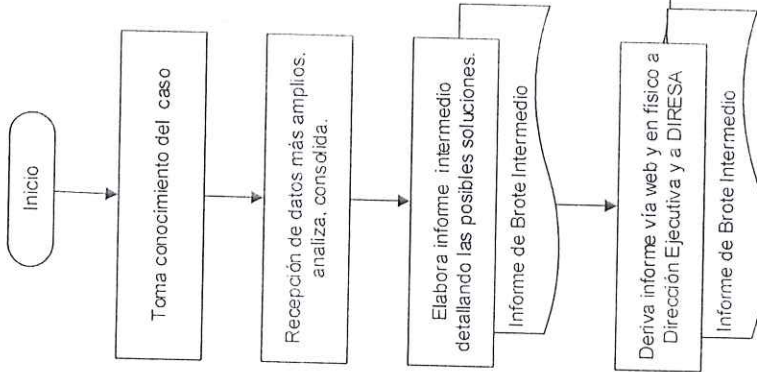 Inicio
Toma conocimiento del caso
Recepción de datos más amplios.
analiza, consolida.
Elabora informe intermedio
detallando las posibles soluciones.
Informe de Brote Intermedio
Deriva informe vía web y en físico a
Dirección Ejecutiva y a DIRESA
Informe de Brote Intermedio